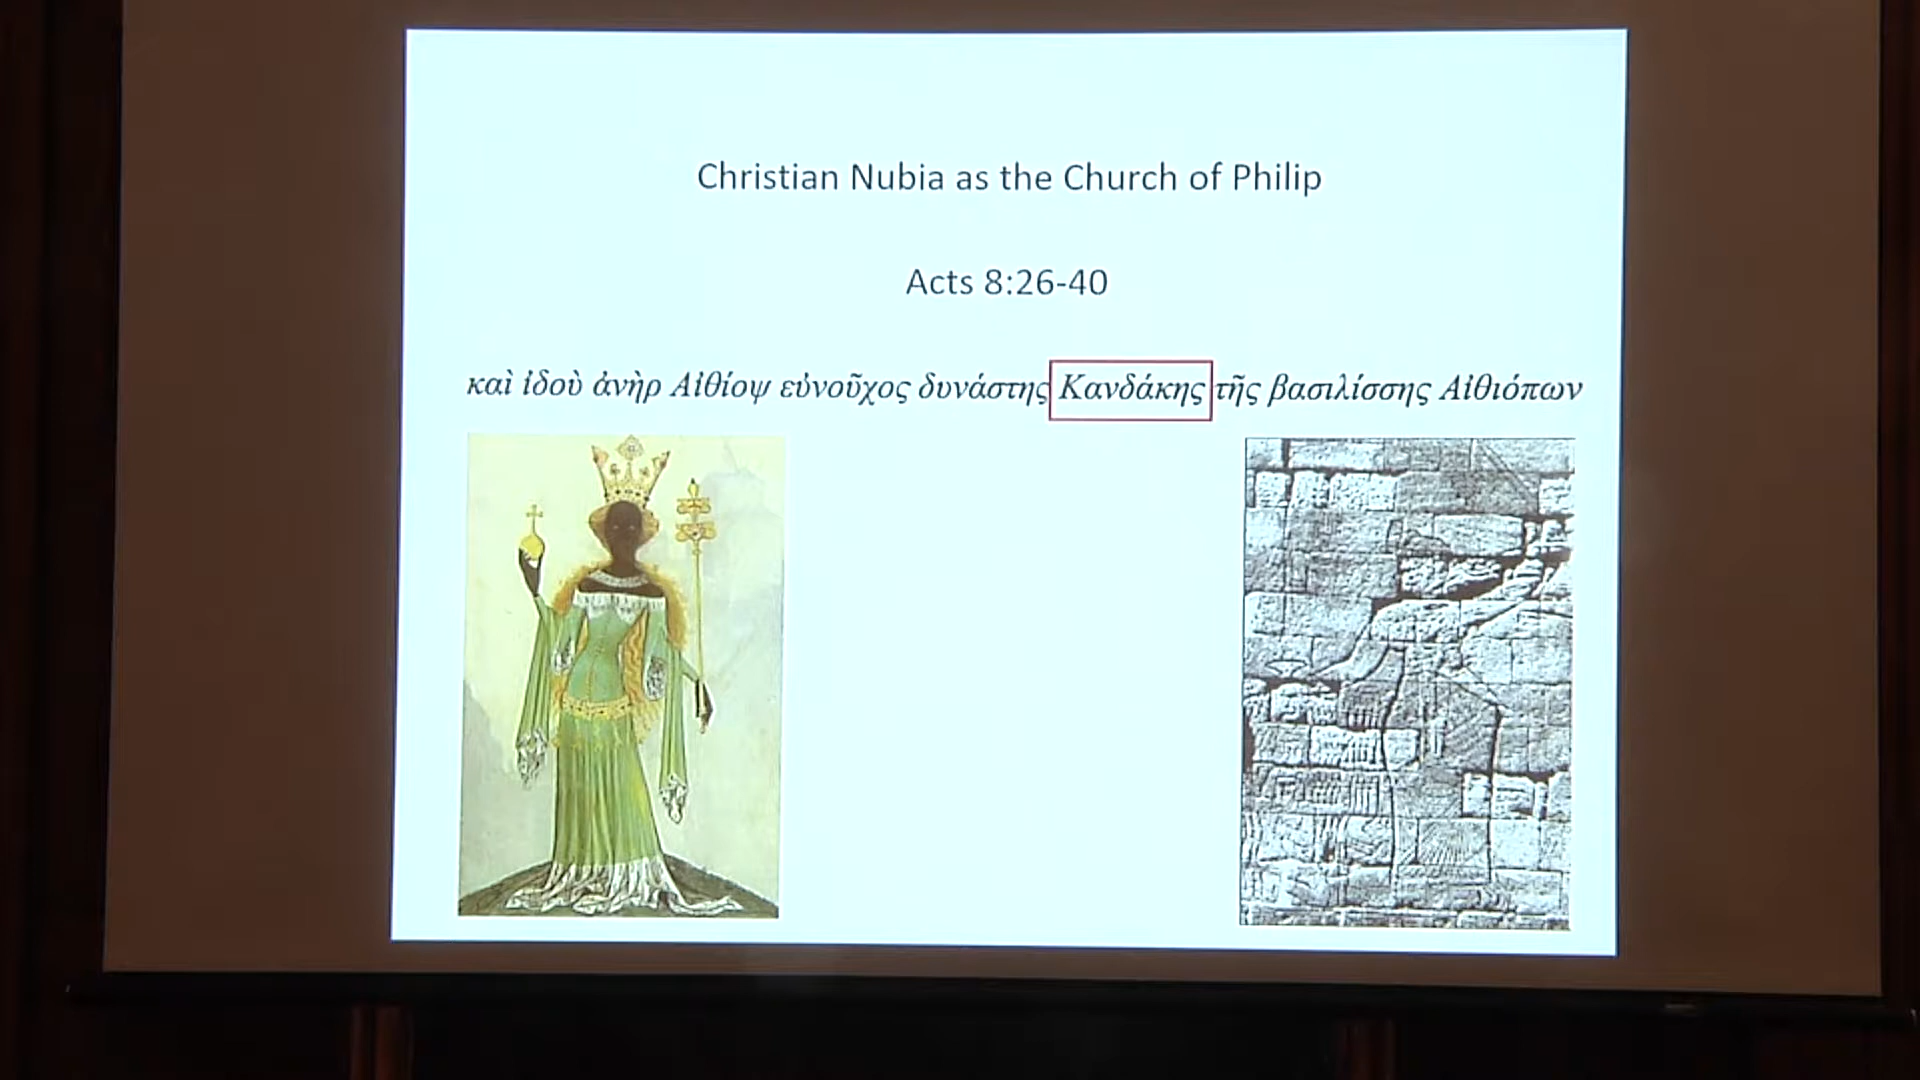 Christian Nubia as the Church of Philip
Acts 8:26-40
καὶ ἰδοὺ ἀνὴρ Αἰθίοψ εὐνοῦχος δυνάστης Κανδάκης τῆς βασιλίσσης Αἰθιόπων